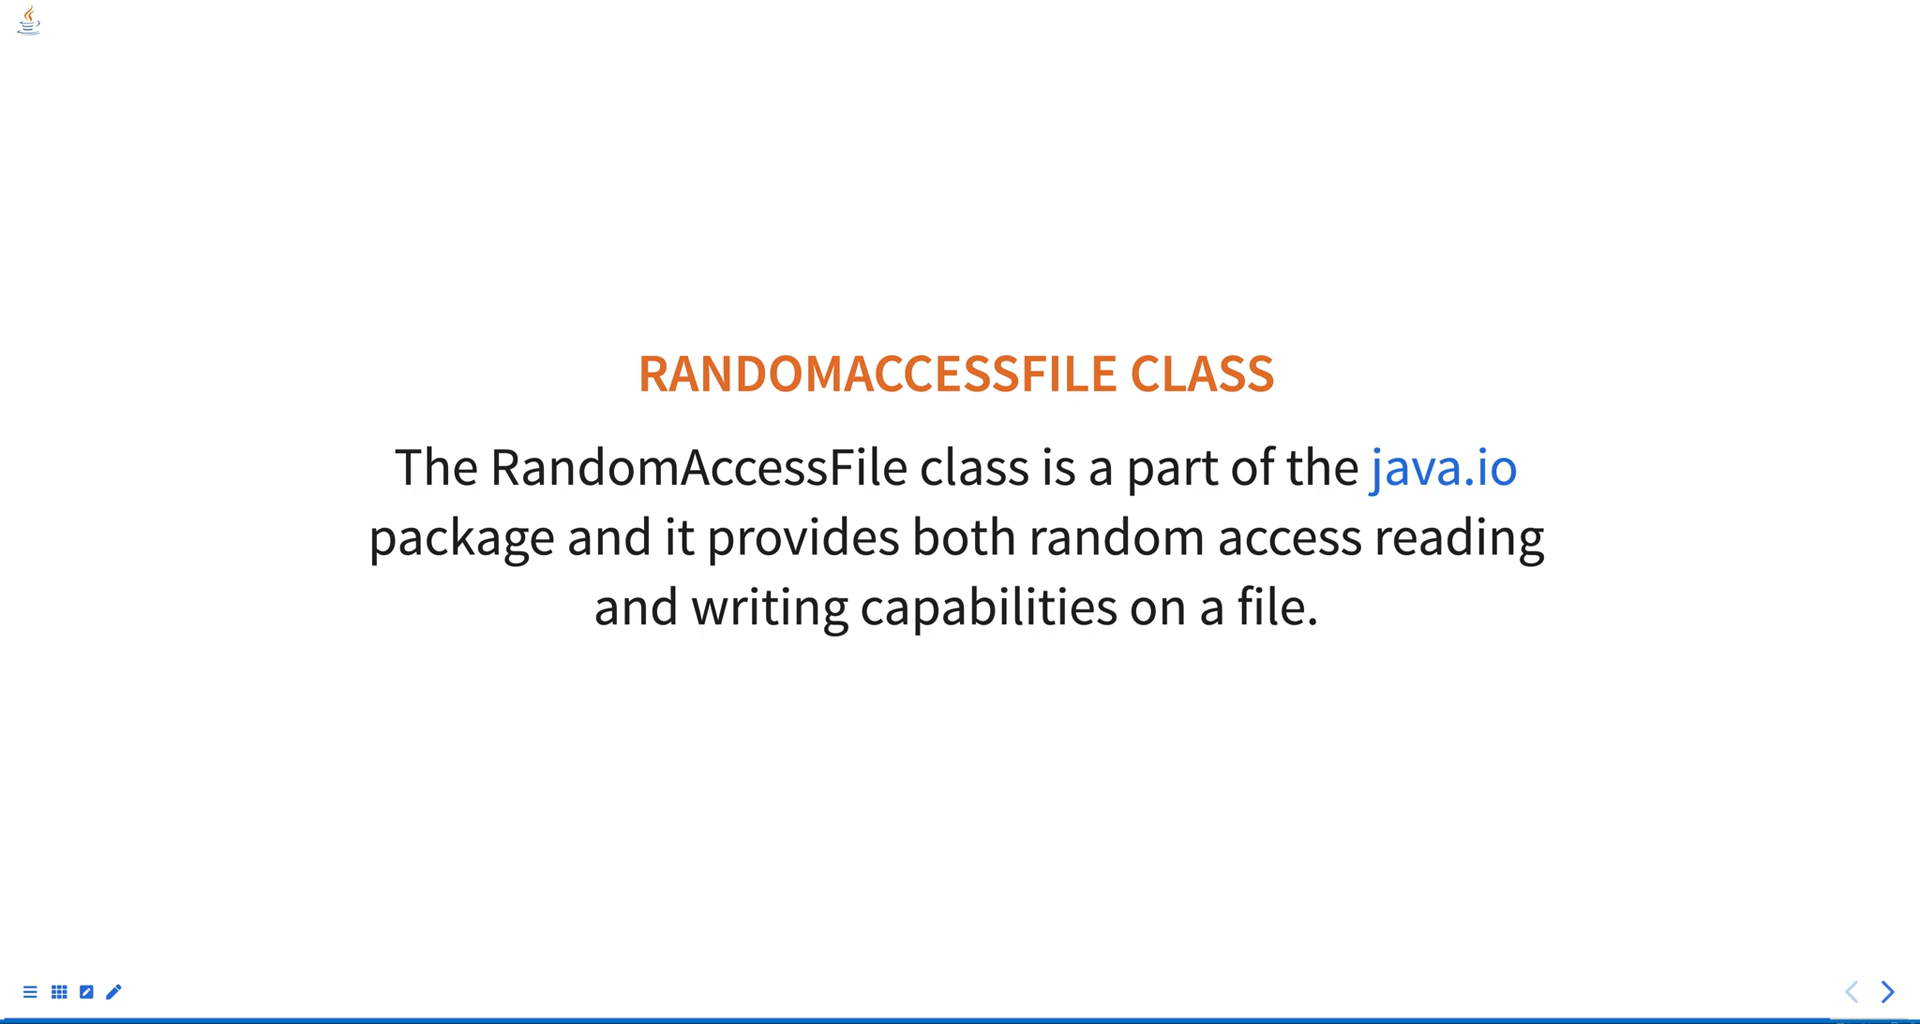 RANDOMACCESSFILE CLASS
The RandomAccessFile class is a part of the java.io
package and it provides both random access reading
and writing capabilities on a file.